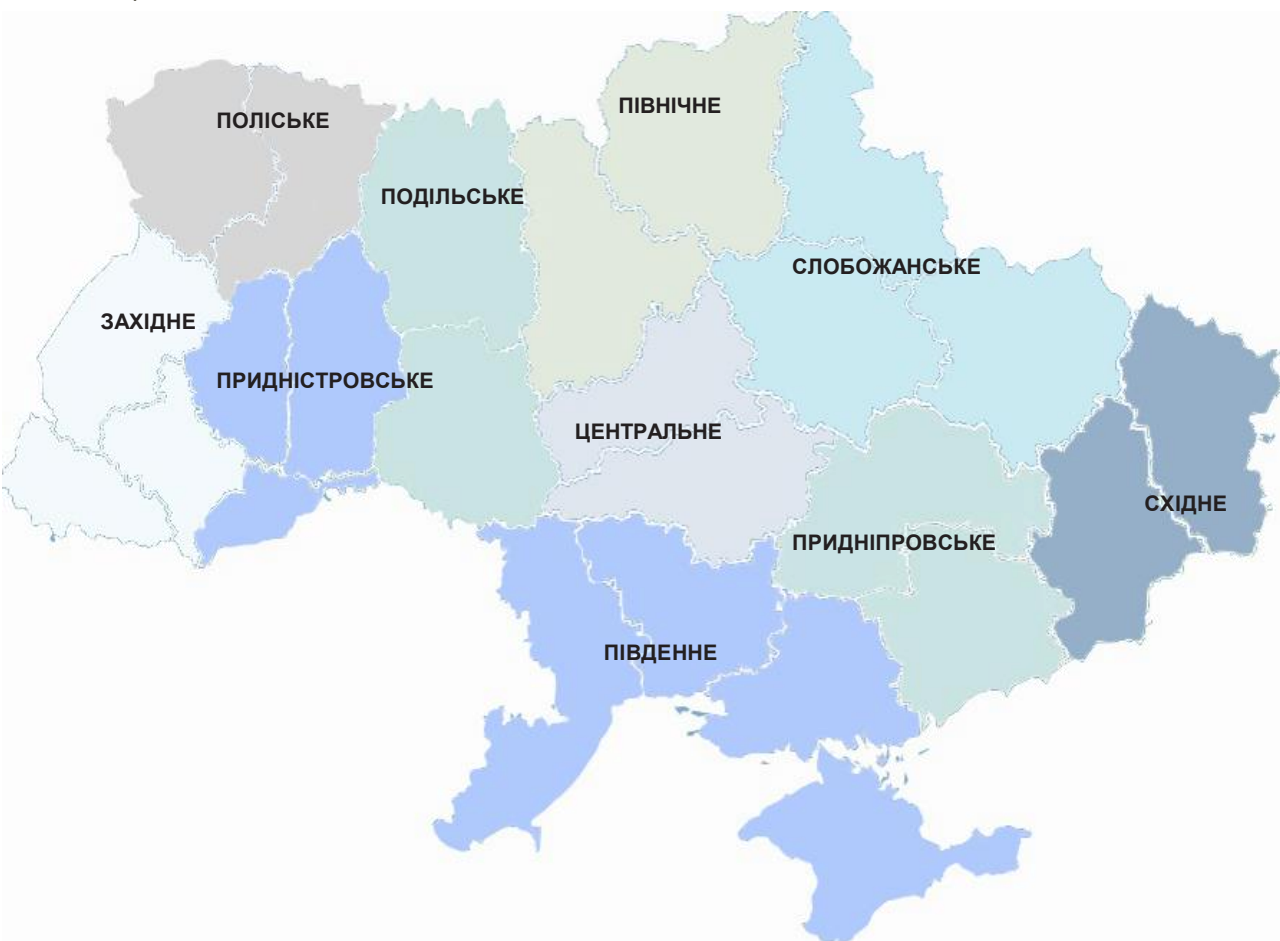 ПІВНІЧНЕ
ПОЛІСЬКЕ
ПОДІЛЬСЬКЕ
СЛОБОЖАНСЬКЕ
ЗАХІДНЕ
ПРИДНІСТРОВСЬКЕ
ЦЕНТРАЛЬНЕ
СХІДНЕ
ПРИДНІПРОВСЬКЕ
ПІВДЕННЕ